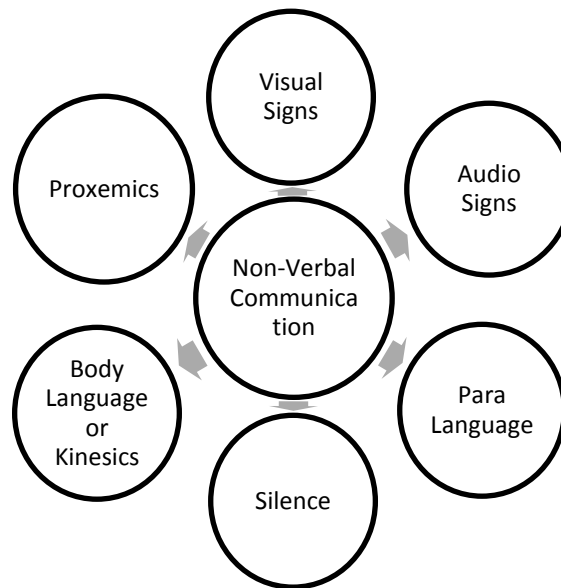 Visual
Signs
Proxemics
Audio
Signs
Non-Verbal
Communica
tion
Body
Language
or
Kinesics
Para
Language
Silence